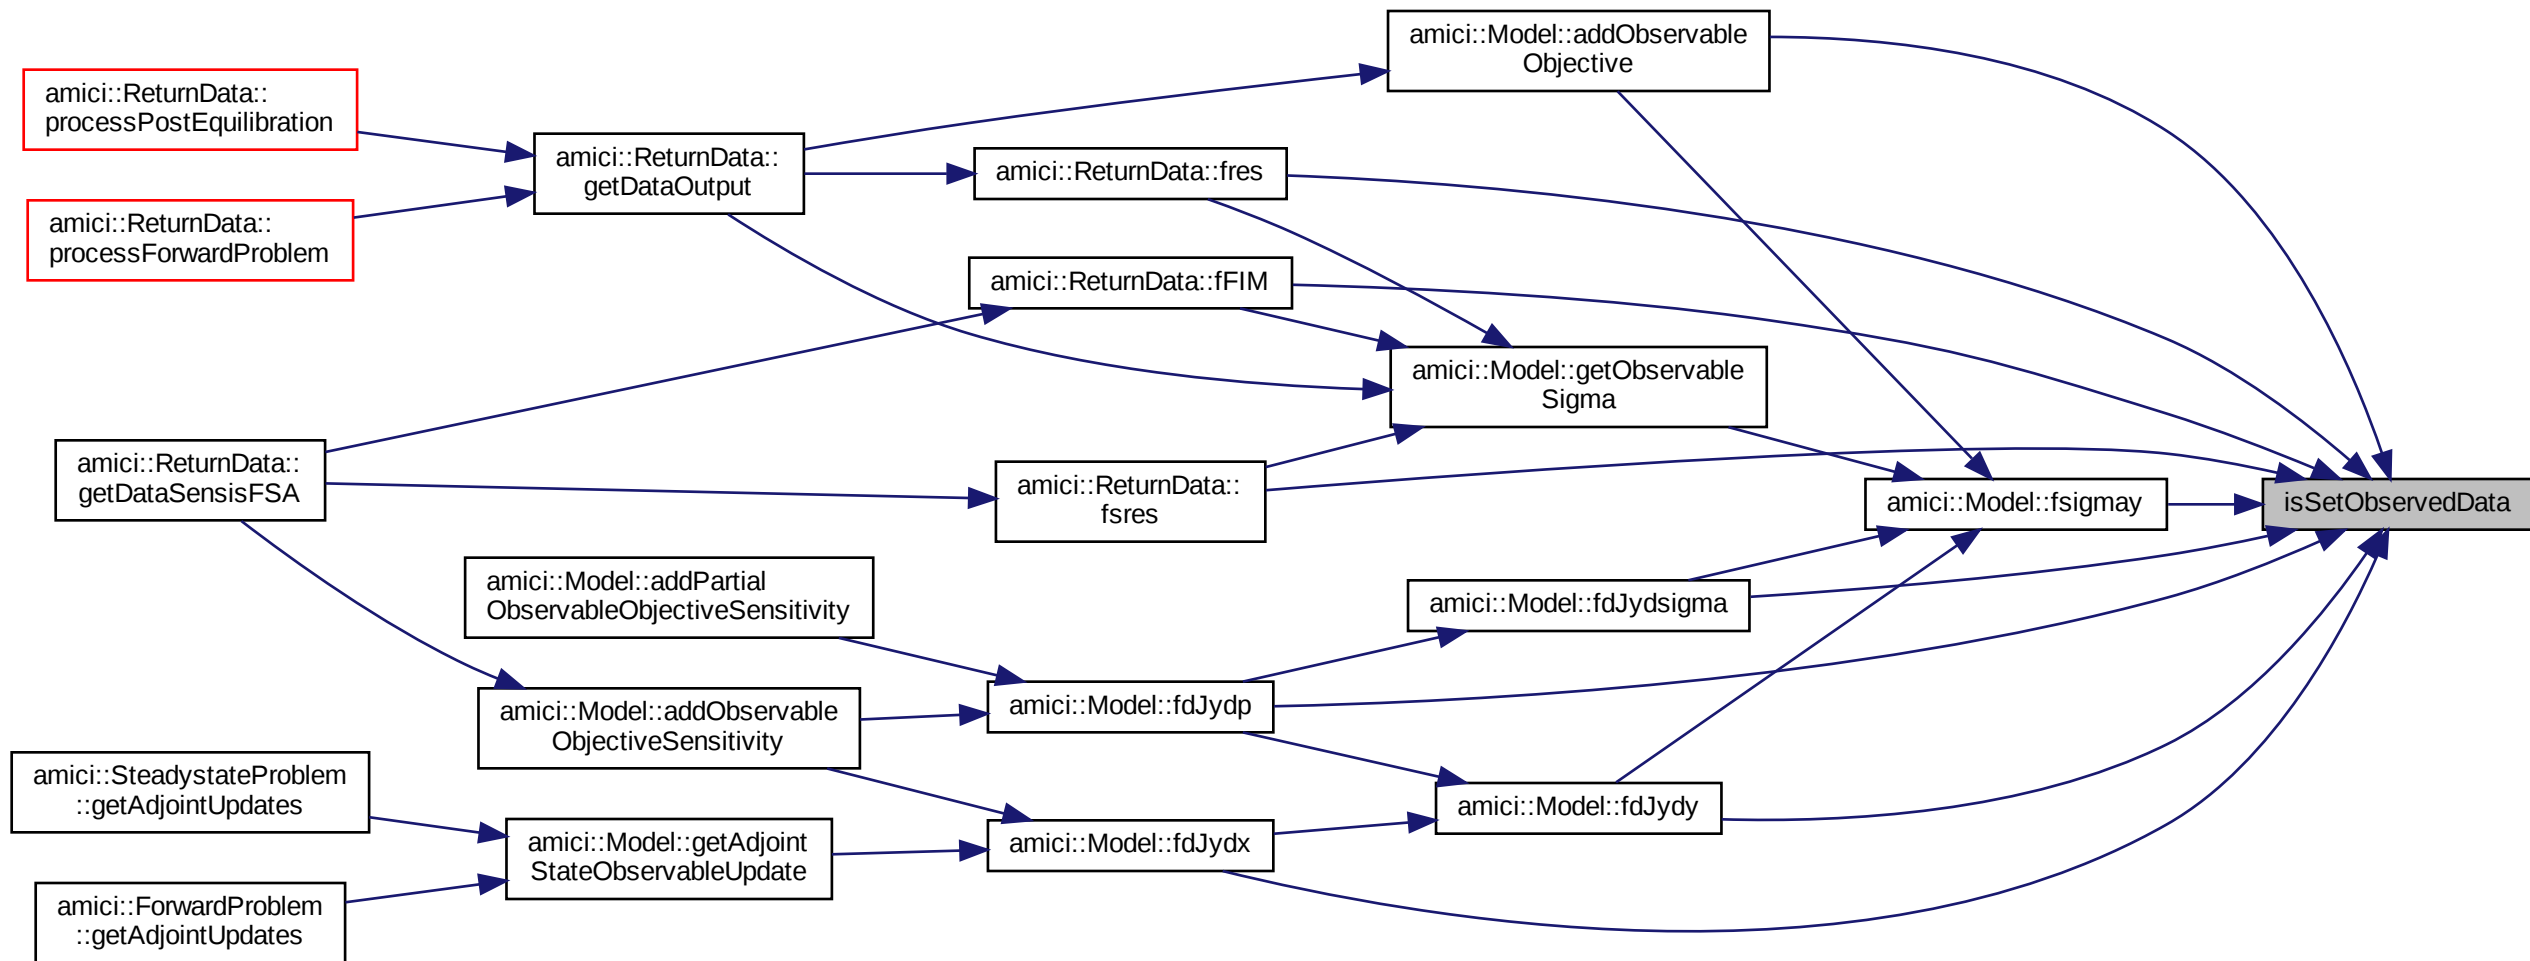 amici::Model::addObservable
Objective
amici::ReturnData::
processPostEquilibration
amici::ReturnData::
getDataOutput
amici::ReturnData::fres
amici::ReturnData::
processForwardProblem
amici::ReturnData::fFIM
amici::Model::getObservable
Sigma
amici::ReturnData::
getDataSensisFSA
amici::ReturnData::
fsres
amici::Model::fsigmay
isSetObservedData
amici::Model::addPartial
ObservableObjectiveSensitivity
amici::Model::fdJydsigma
amici::Model::addObservable
ObjectiveSensitivity
amici::Model::fdJydp
amici::SteadystateProblem
::getAdjointUpdates
amici::Model::fdJydy
amici::Model::getAdjoint
StateObservableUpdate
amici::Model::fdJydx
amici::ForwardProblem
::getAdjointUpdates